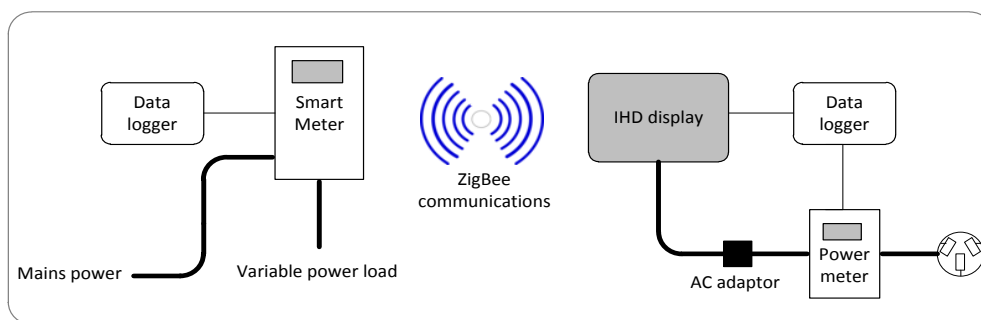 Data
logger
Smart
Meter
ZigBee
communications
Mains power
Variable power load
IHD display
Data
logger
AC adaptor
Power
meter